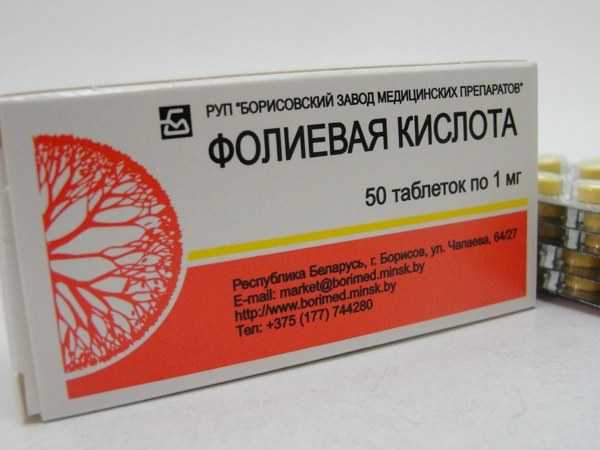 РУП "БОРИСОВСКИЙ ЗАВОД МЕДИЦИНСКИХ ПРЕПАРАТОВ"
ФОЛИЕВАЯ КИСЛОТА
50 таблеток по 1 мг
Республика Беларусь, г. Борисов, ул. Чапаева, 64/27
E-mail: market@borimed.minsk.by
http://www.borimed.minsk.by
Тел: +375 (177) 744280